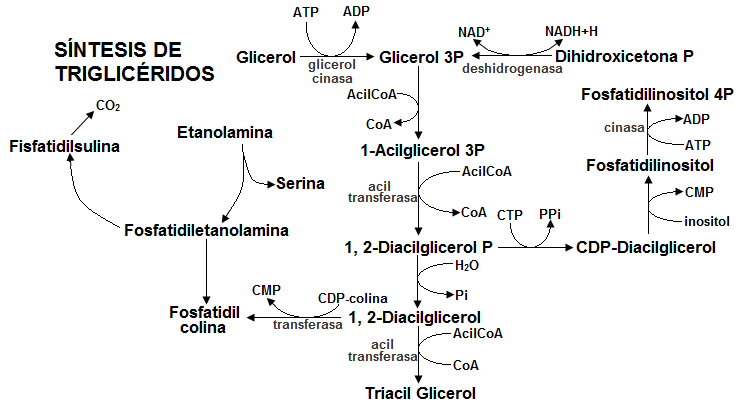 SÍNTESIS DE
TRIGLICÉRIDOS
ATP
ADP
Glicerol
glicerol
cinasa
Glicerol 3P
NAD+
NADH+H
deshidrogenasa
Dihidroxicetona P
AcilCoA
CoA
1-Acilglicerol 3P
acil
transferasa
AcilCoA
CoA
1, 2-Diacilglicerol P
CTP
PPi
CDP-Diacilglicerol
inositol
CMP
Fosfatidilinositol
cinasa
ATP
ADP
Fosfatidilinositol 4P
H2O
Pi
1, 2-Diacilglicerol
CDP-colina
CMP
transferasa
Fosfatidil
colina
acil
transferasa
AcilCoA
CoA
Triacil Glicerol
CO2
Fisfatidilsulina
Etanolamina
Serina
Fosfatidiletanolamina